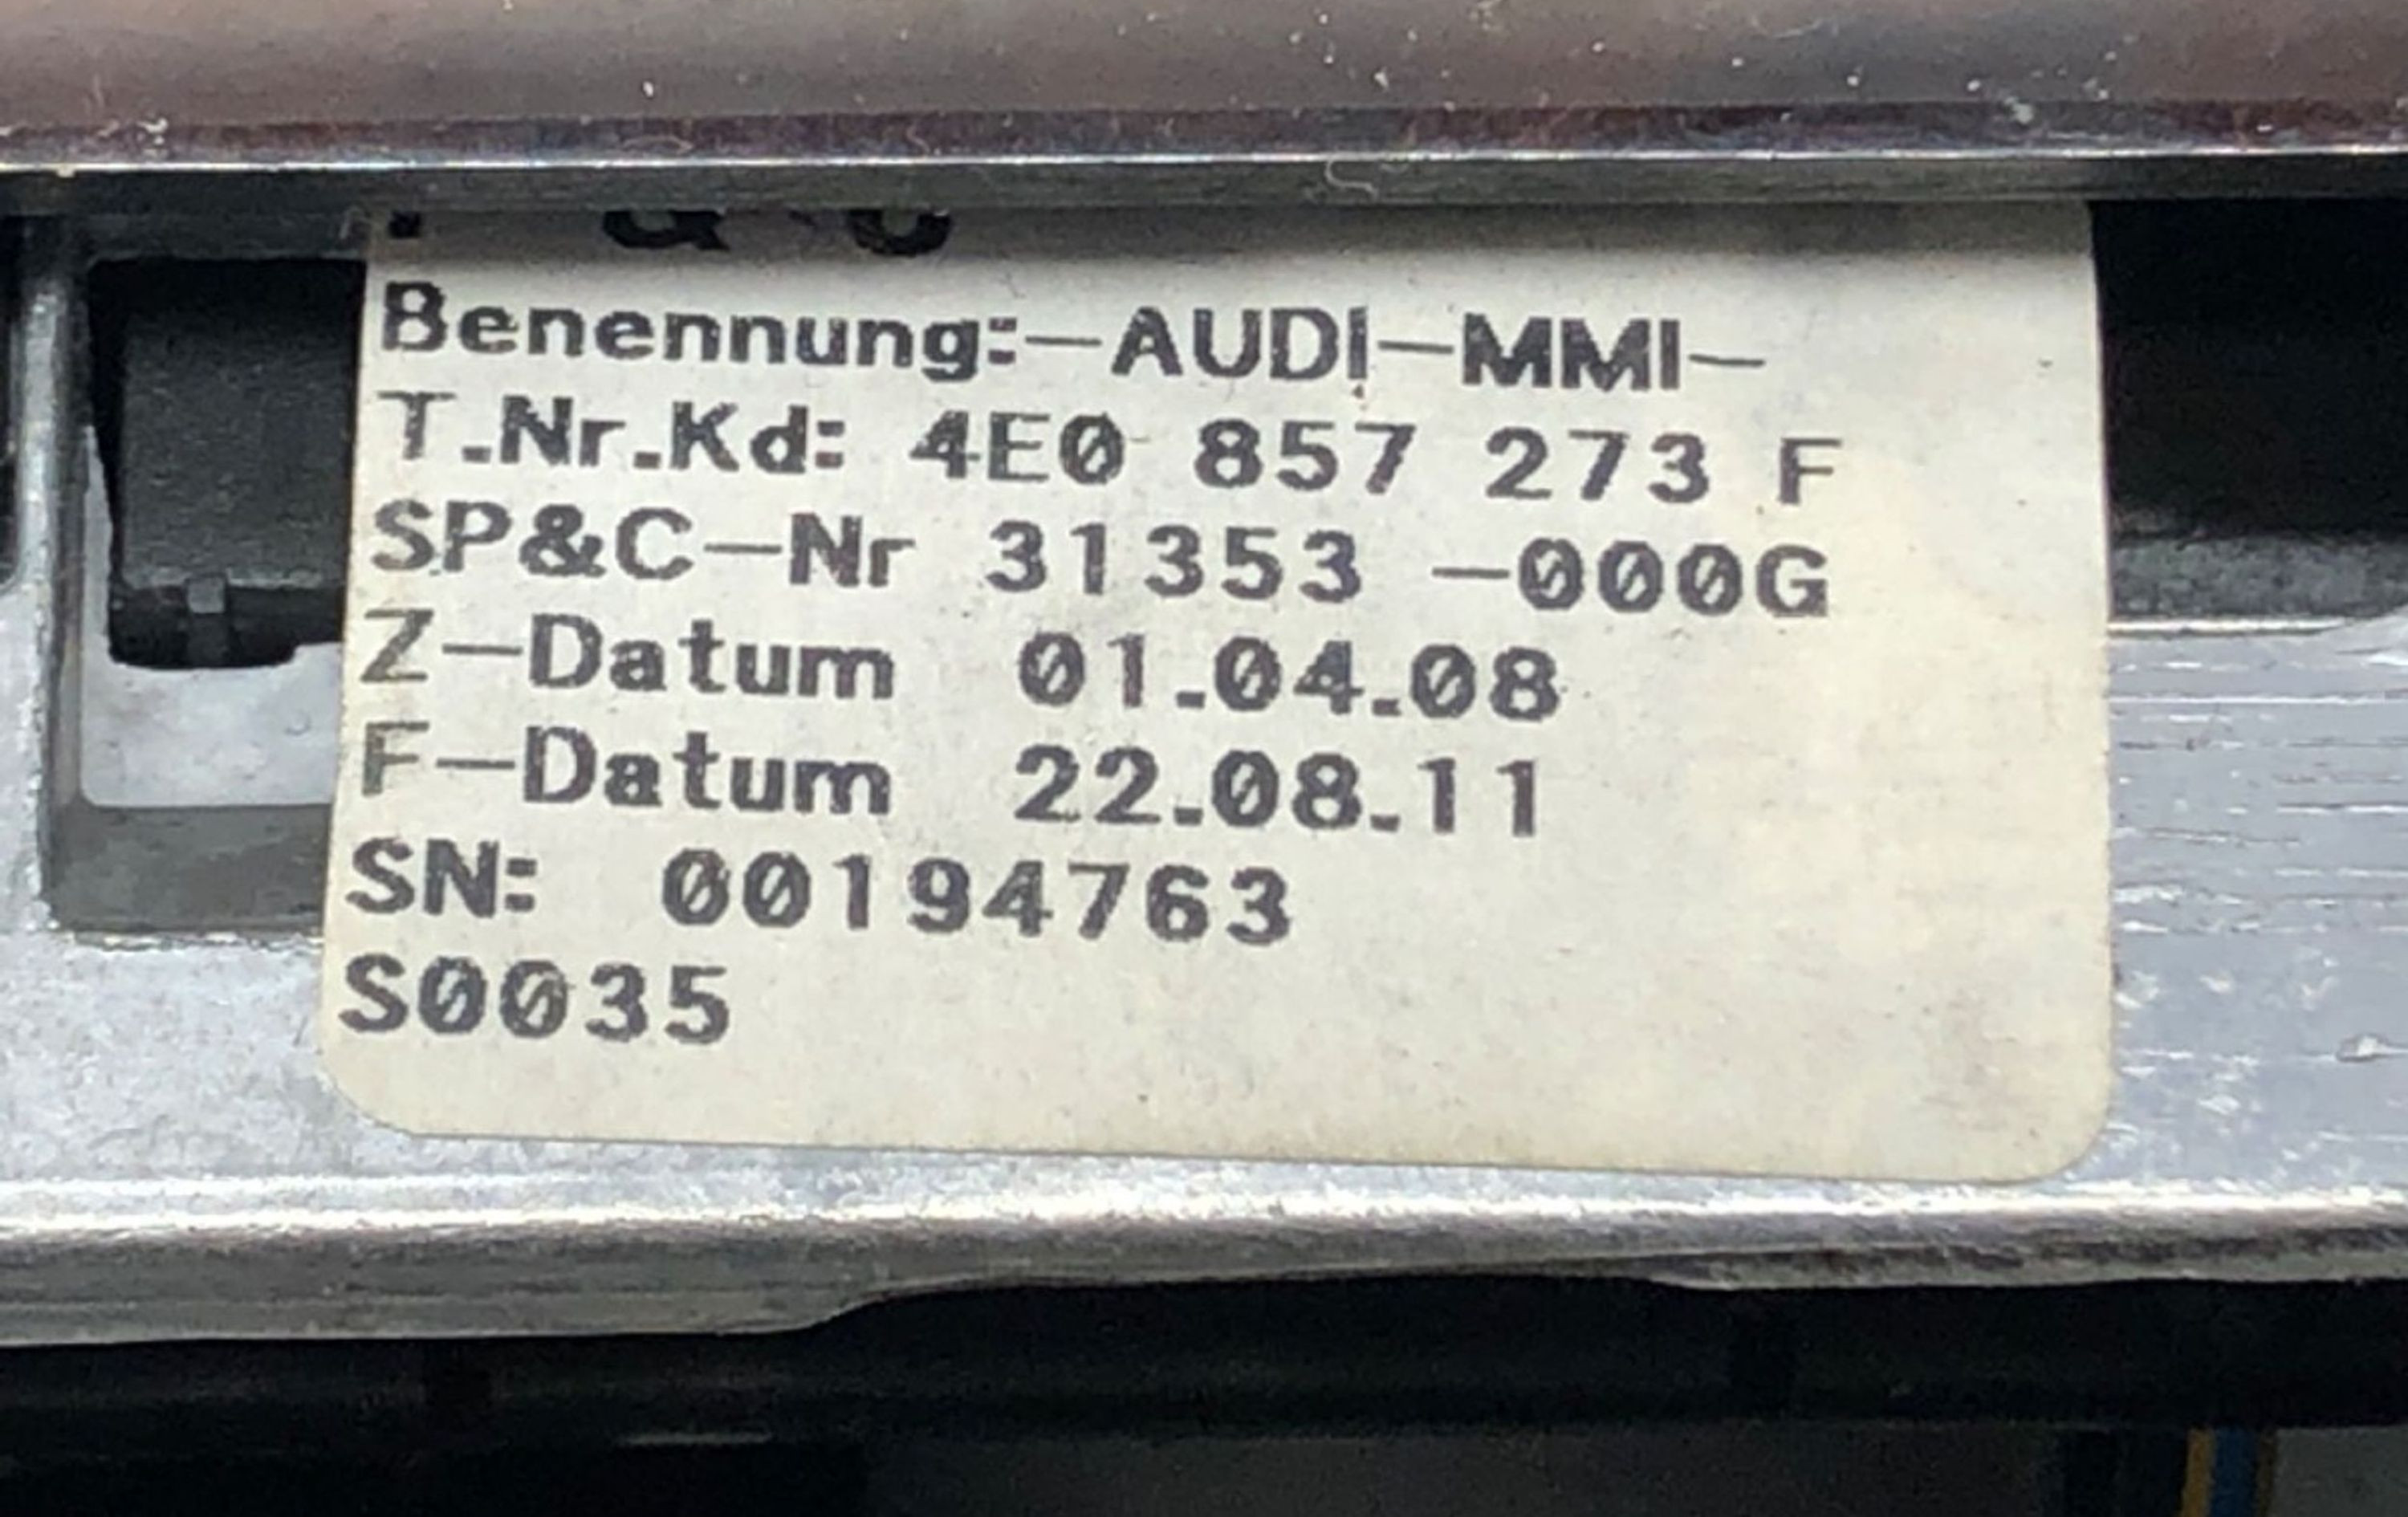 Benennung:-AUDI-MMI-
T.Nr.Kd: 4E0 857 273 F
SP&C-Nr 31353 -000G
Z-Datum 01.04.08
F-Datum 22.08.11
SN: 00194763
S0035